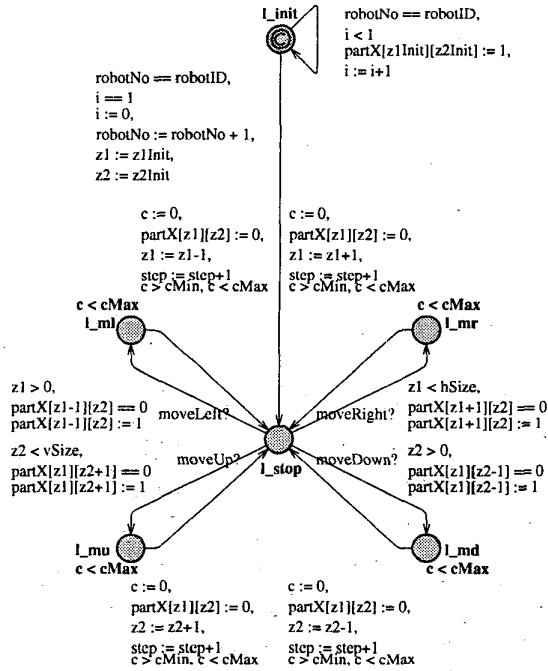 l_init
robotNo == robotID,
i < 1
partX[z1Init][z2Init] := 1,
i := i+1
robotNo == robotID,
i == 1
i := 0,
robotNo := robotNo + 1,
z1 := z1Init,
z2 := z2Init
c := 0,
partX[z1][z2] := 0,
z1 := z1-1,
step := step+1
c > cMin, c < cMax
c := 0,
partX[z1][z2] := 0,
z1 := z1+1,
step := step+1
c > cMin, c < cMax
c < cMax
l_ml
c < cMax
l_mr
z1 > 0,
partX[z1-1][z2] == 0
partX[z1-1][z2] := 1
moveLeft?
moveRight?
z1 < hSize,
partX[z1+1][z2] == 0
partX[z1+1][z2] := 1
z2 < vSize,
partX[z1][z2+1] == 0
partX[z1][z2+1] := 1
moveUp?
l_stop
moveDown?
z2 > 0,
partX[z1][z2-1] == 0
partX[z1][z2-1] := 1
l_mu
c < cMax
l_md
c < cMax
c := 0,
partX[z1][z2] := 0,
z2 := z2+1,
step := step+1
c > cMin, c < cMax
c := 0,
partX[z1][z2] := 0,
z2 := z2-1,
step := step+1
c > cMin, c < cMax